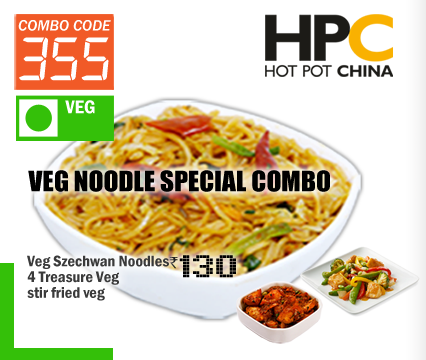 COMBO CODE
355
VEG
HPC
HOT POT CHINA
VEG NOODLE SPECIAL COMBO
Veg Szechwan Noodles ₹130
4 Treasure Veg
stir fried veg